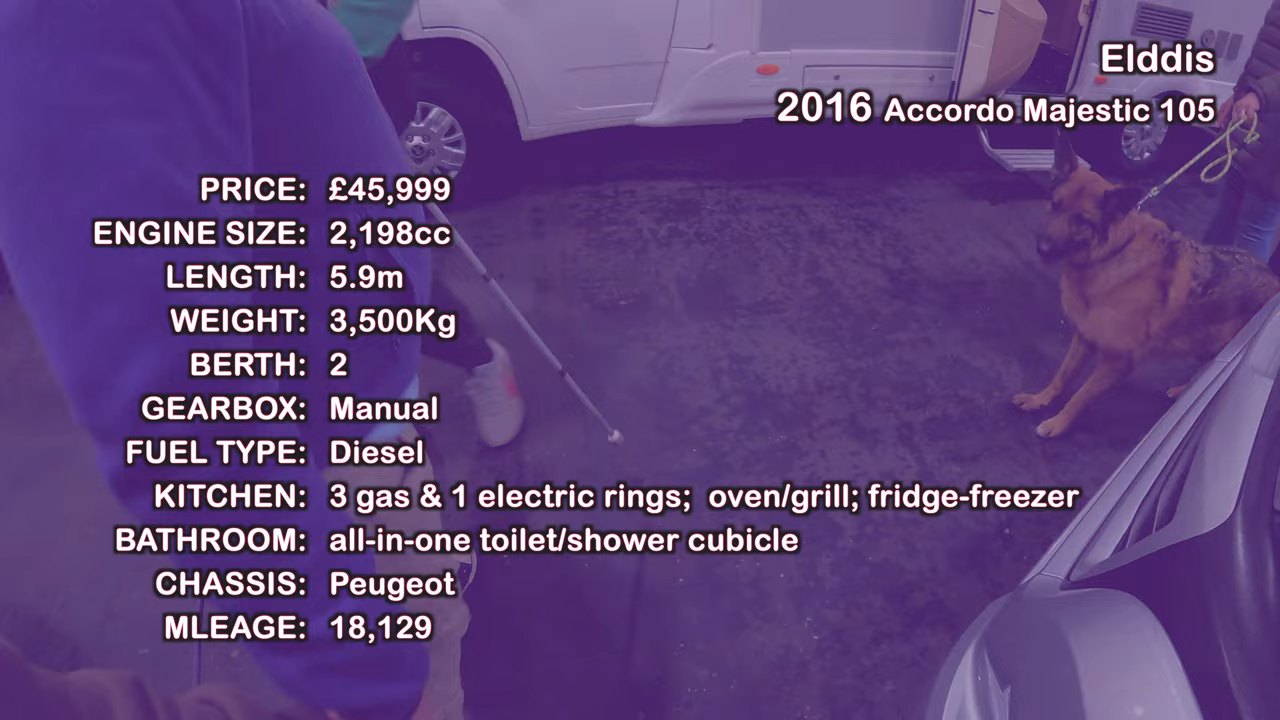 Elddis
2016 Accordo Majestic 105
PRICE: £45,999
ENGINE SIZE: 2,198cc
LENGTH: 5.9m
WEIGHT: 3,500Kg
BERTH: 2
GEARBOX: Manual
FUEL TYPE: Diesel
KITCHEN: 3 gas & 1 electric rings; oven/grill; fridge-freezer
BATHROOM: all-in-one toilet/shower cubicle
CHASSIS: Peugeot
MLEAGE: 18,129